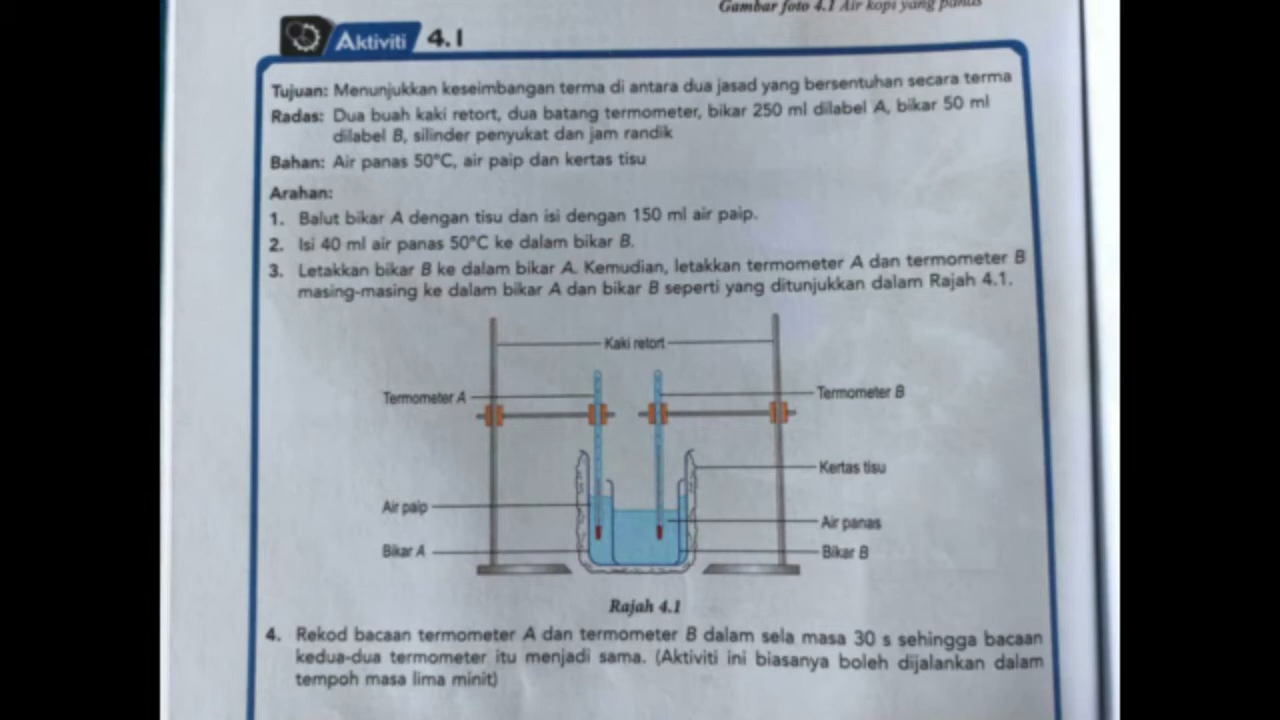 Gambar foto 4.1 Air kopi yang panas
Aktiviti 4.1
Tujuan: Menunjukkan keseimbangan terma di antara dua jasad yang bersentuhan secara terma
Radas: Dua buah kaki retort, dua batang termometer, bikar 250 ml dilabel A, bikar 50 ml
dilabel B, silinder penyukat dan jam randik
Bahan: Air panas 50°C, air paip dan kertas tisu
Arahan:
1. Balut bikar A dengan tisu dan isi dengan 150 ml air paip.
2. Isi 40 ml air panas 50°C ke dalam bikar B.
3. Letakkan bikar B ke dalam bikar A. Kemudian, letakkan termometer A dan termometer B
masing-masing ke dalam bikar A dan bikar B seperti yang ditunjukkan dalam Rajah 4.1.
Kaki retort
Termometer A
Termometer B
Kertas tisu
Air paip
Air panas
Bikar A
Bikar B
Rajah 4.1
4. Rekod bacaan termometer A dan termometer B dalam sela masa 30 s sehingga bacaan
kedua-dua termometer itu menjadi sama. (Aktiviti ini biasanya boleh dijalankan dalam
tempoh masa lima minit)